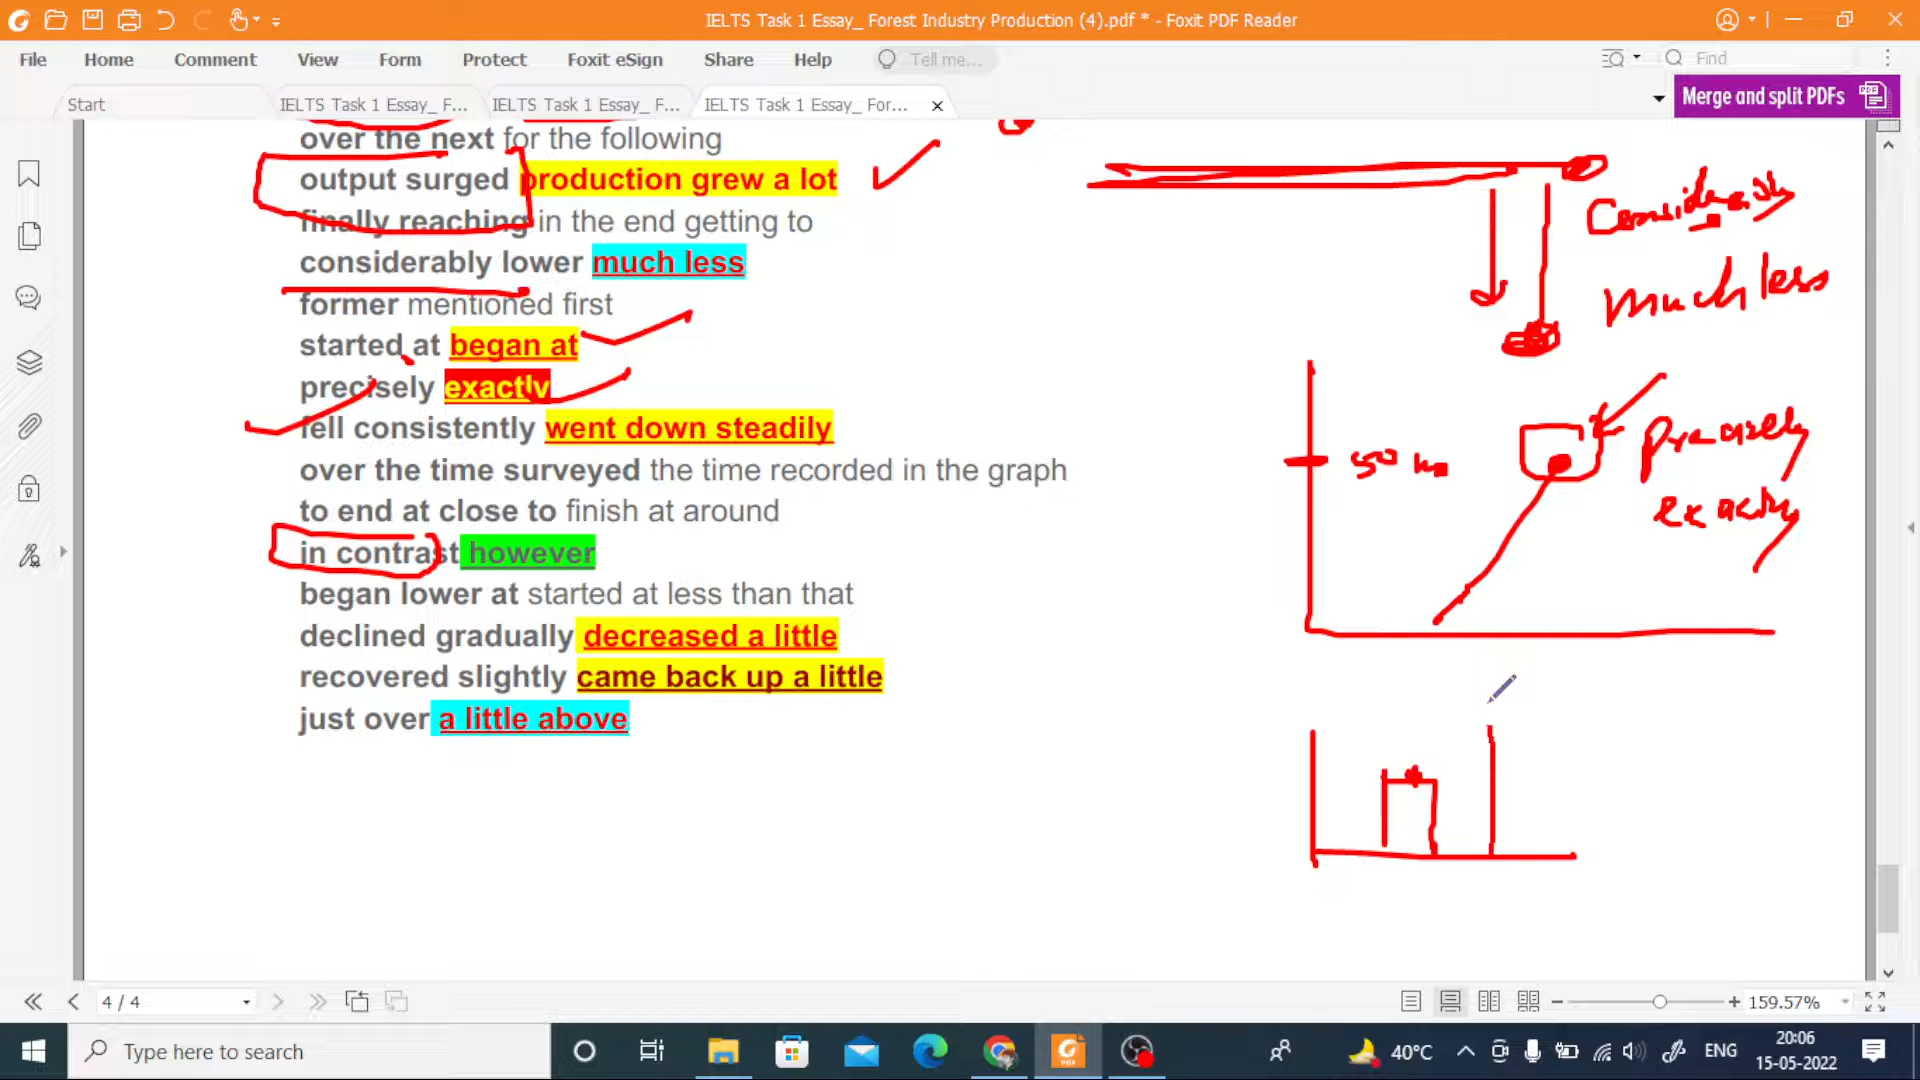 IELTS Task 1 Essay_ Forest Industry Production (4).pdf * - Foxit PDF Reader
File Home Comment View Form Protect Foxit eSign Share Help Tell me... Find
Start IELTS Task 1 Essay_ F... IELTS Task 1 Essay_ F... IELTS Task 1 Essay_ For... Merge and split PDFs
over the next for the following
output surged production grew a lot
finally reaching in the end getting to
considerably lower much less
former mentioned first
started at began at
precisely exactly
fell consistently went down steadily
over the time surveyed the time recorded in the graph
to end at close to finish at around
in contrast however
began lower at started at less than that
declined gradually decreased a little
recovered slightly came back up a little
just over a little above
Considerably
much less
50
Precisely
exactly
4 / 4 159.57%
Type here to search 40°C ENG 20:06
15-05-2022